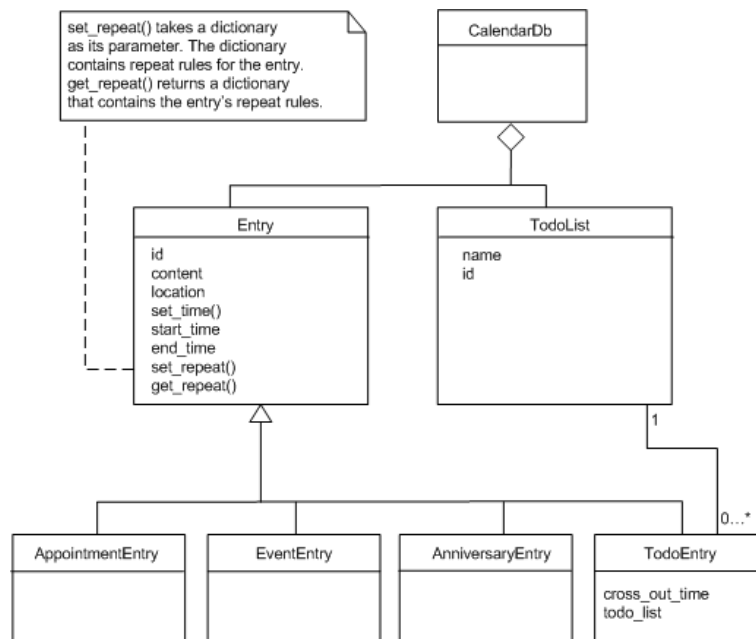 set_repeat() takes a dictionary
as its parameter. The dictionary
contains repeat rules for the entry.
get_repeat() returns a dictionary
that contains the entry's repeat rules.
CalendarDb
Entry
id
content
location
set_time()
start_time
end_time
set_repeat()
get_repeat()
TodoList
name
id
1
0...*
AppointmentEntry
EventEntry
AnniversaryEntry
TodoEntry
cross_out_time
todo_list